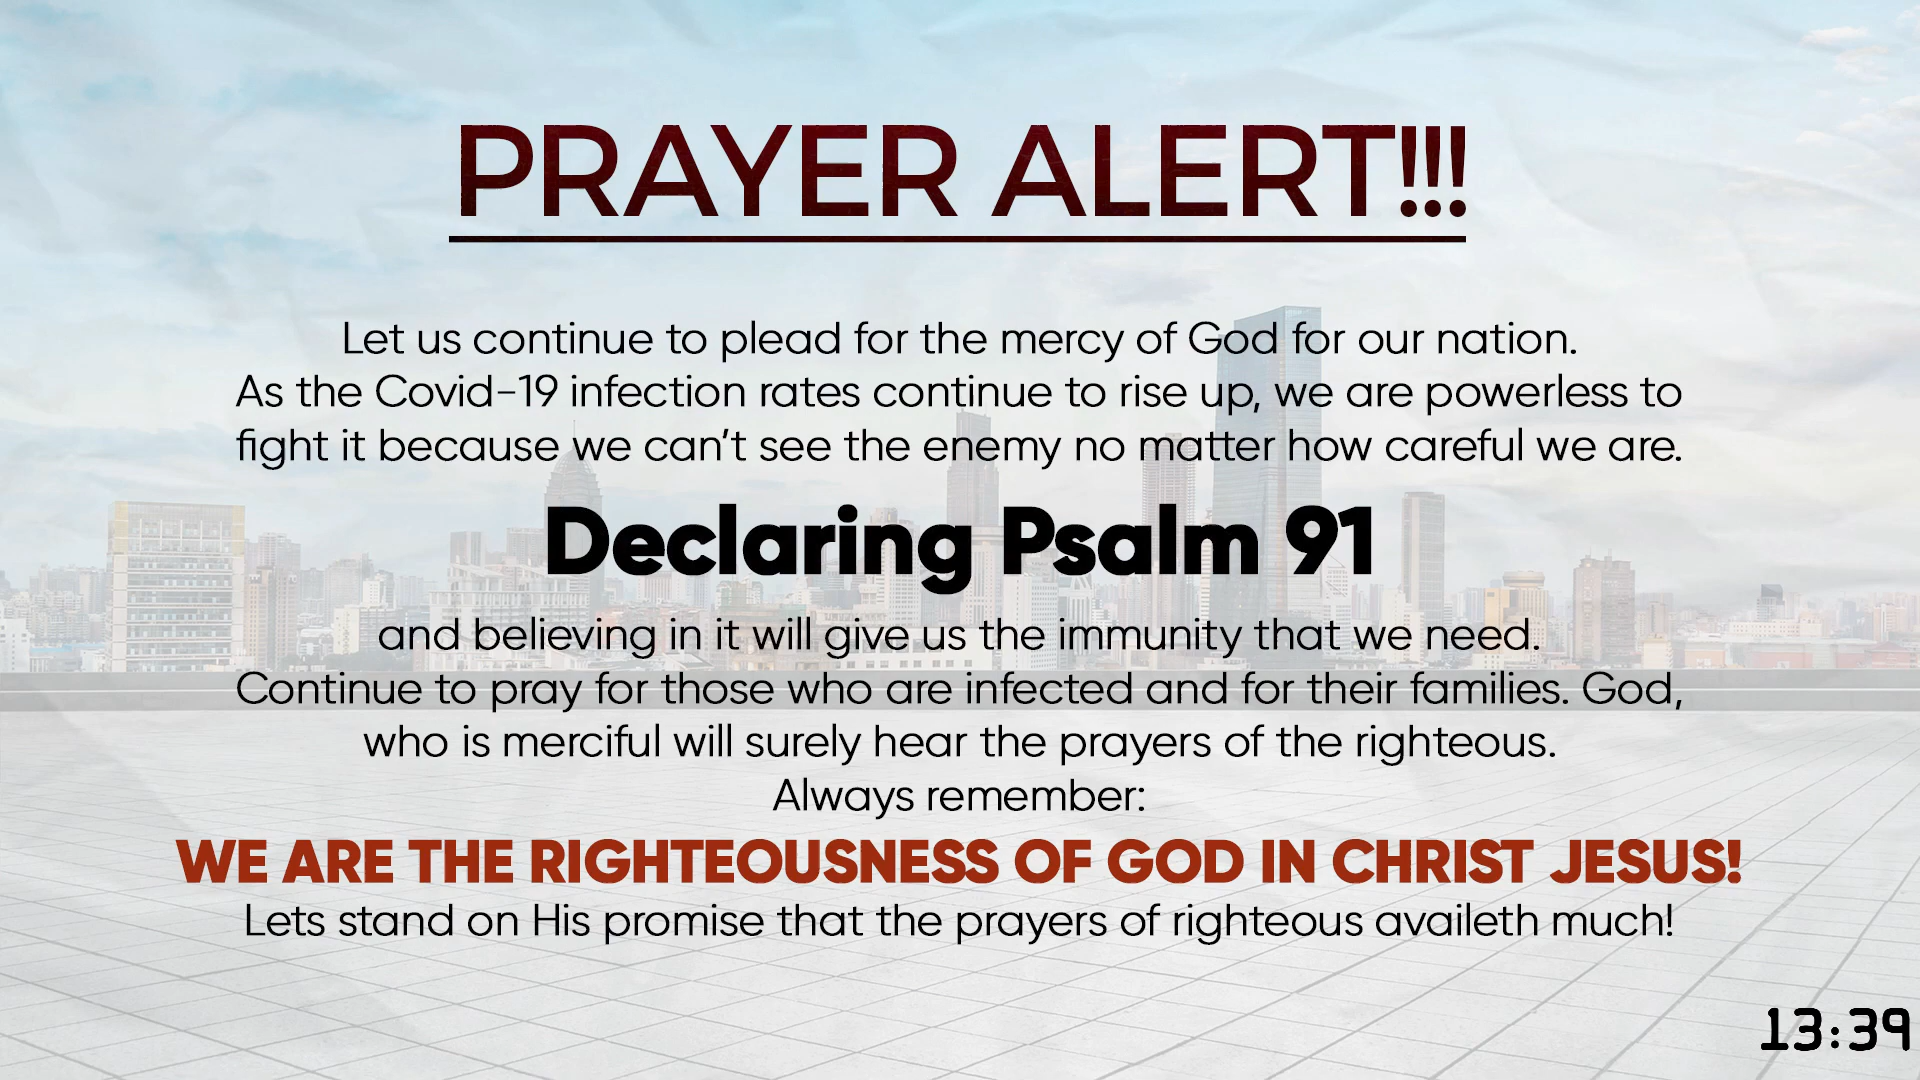 PRAYER ALERT!!!
Let us continue to plead for the mercy of God for our nation.
As the Covid-19 infection rates continue to rise up, we are powerless to
fight it because we can't see the enemy no matter how careful we are.
Declaring Psalm 91
and believing in it will give us the immunity that we need.
Continue to pray for those who are infected and for their families. God,
who is merciful will surely hear the prayers of the righteous.
Always remember:
WE ARE THE RIGHTEOUSNESS OF GOD IN CHRIST JESUS!
Lets stand on His promise that the prayers of righteous availeth much!
13:39